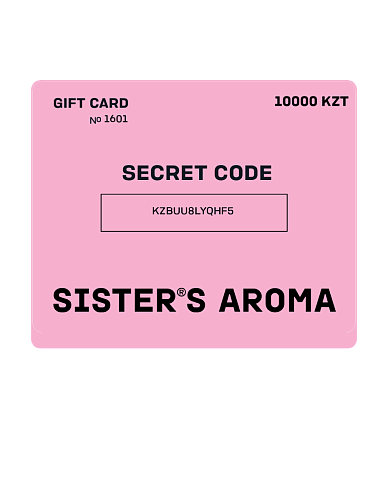 GIFT CARD
10000 KZT
№ 1601
SECRET CODE
KZBUU8LYQHF5
SISTER®S AROMA